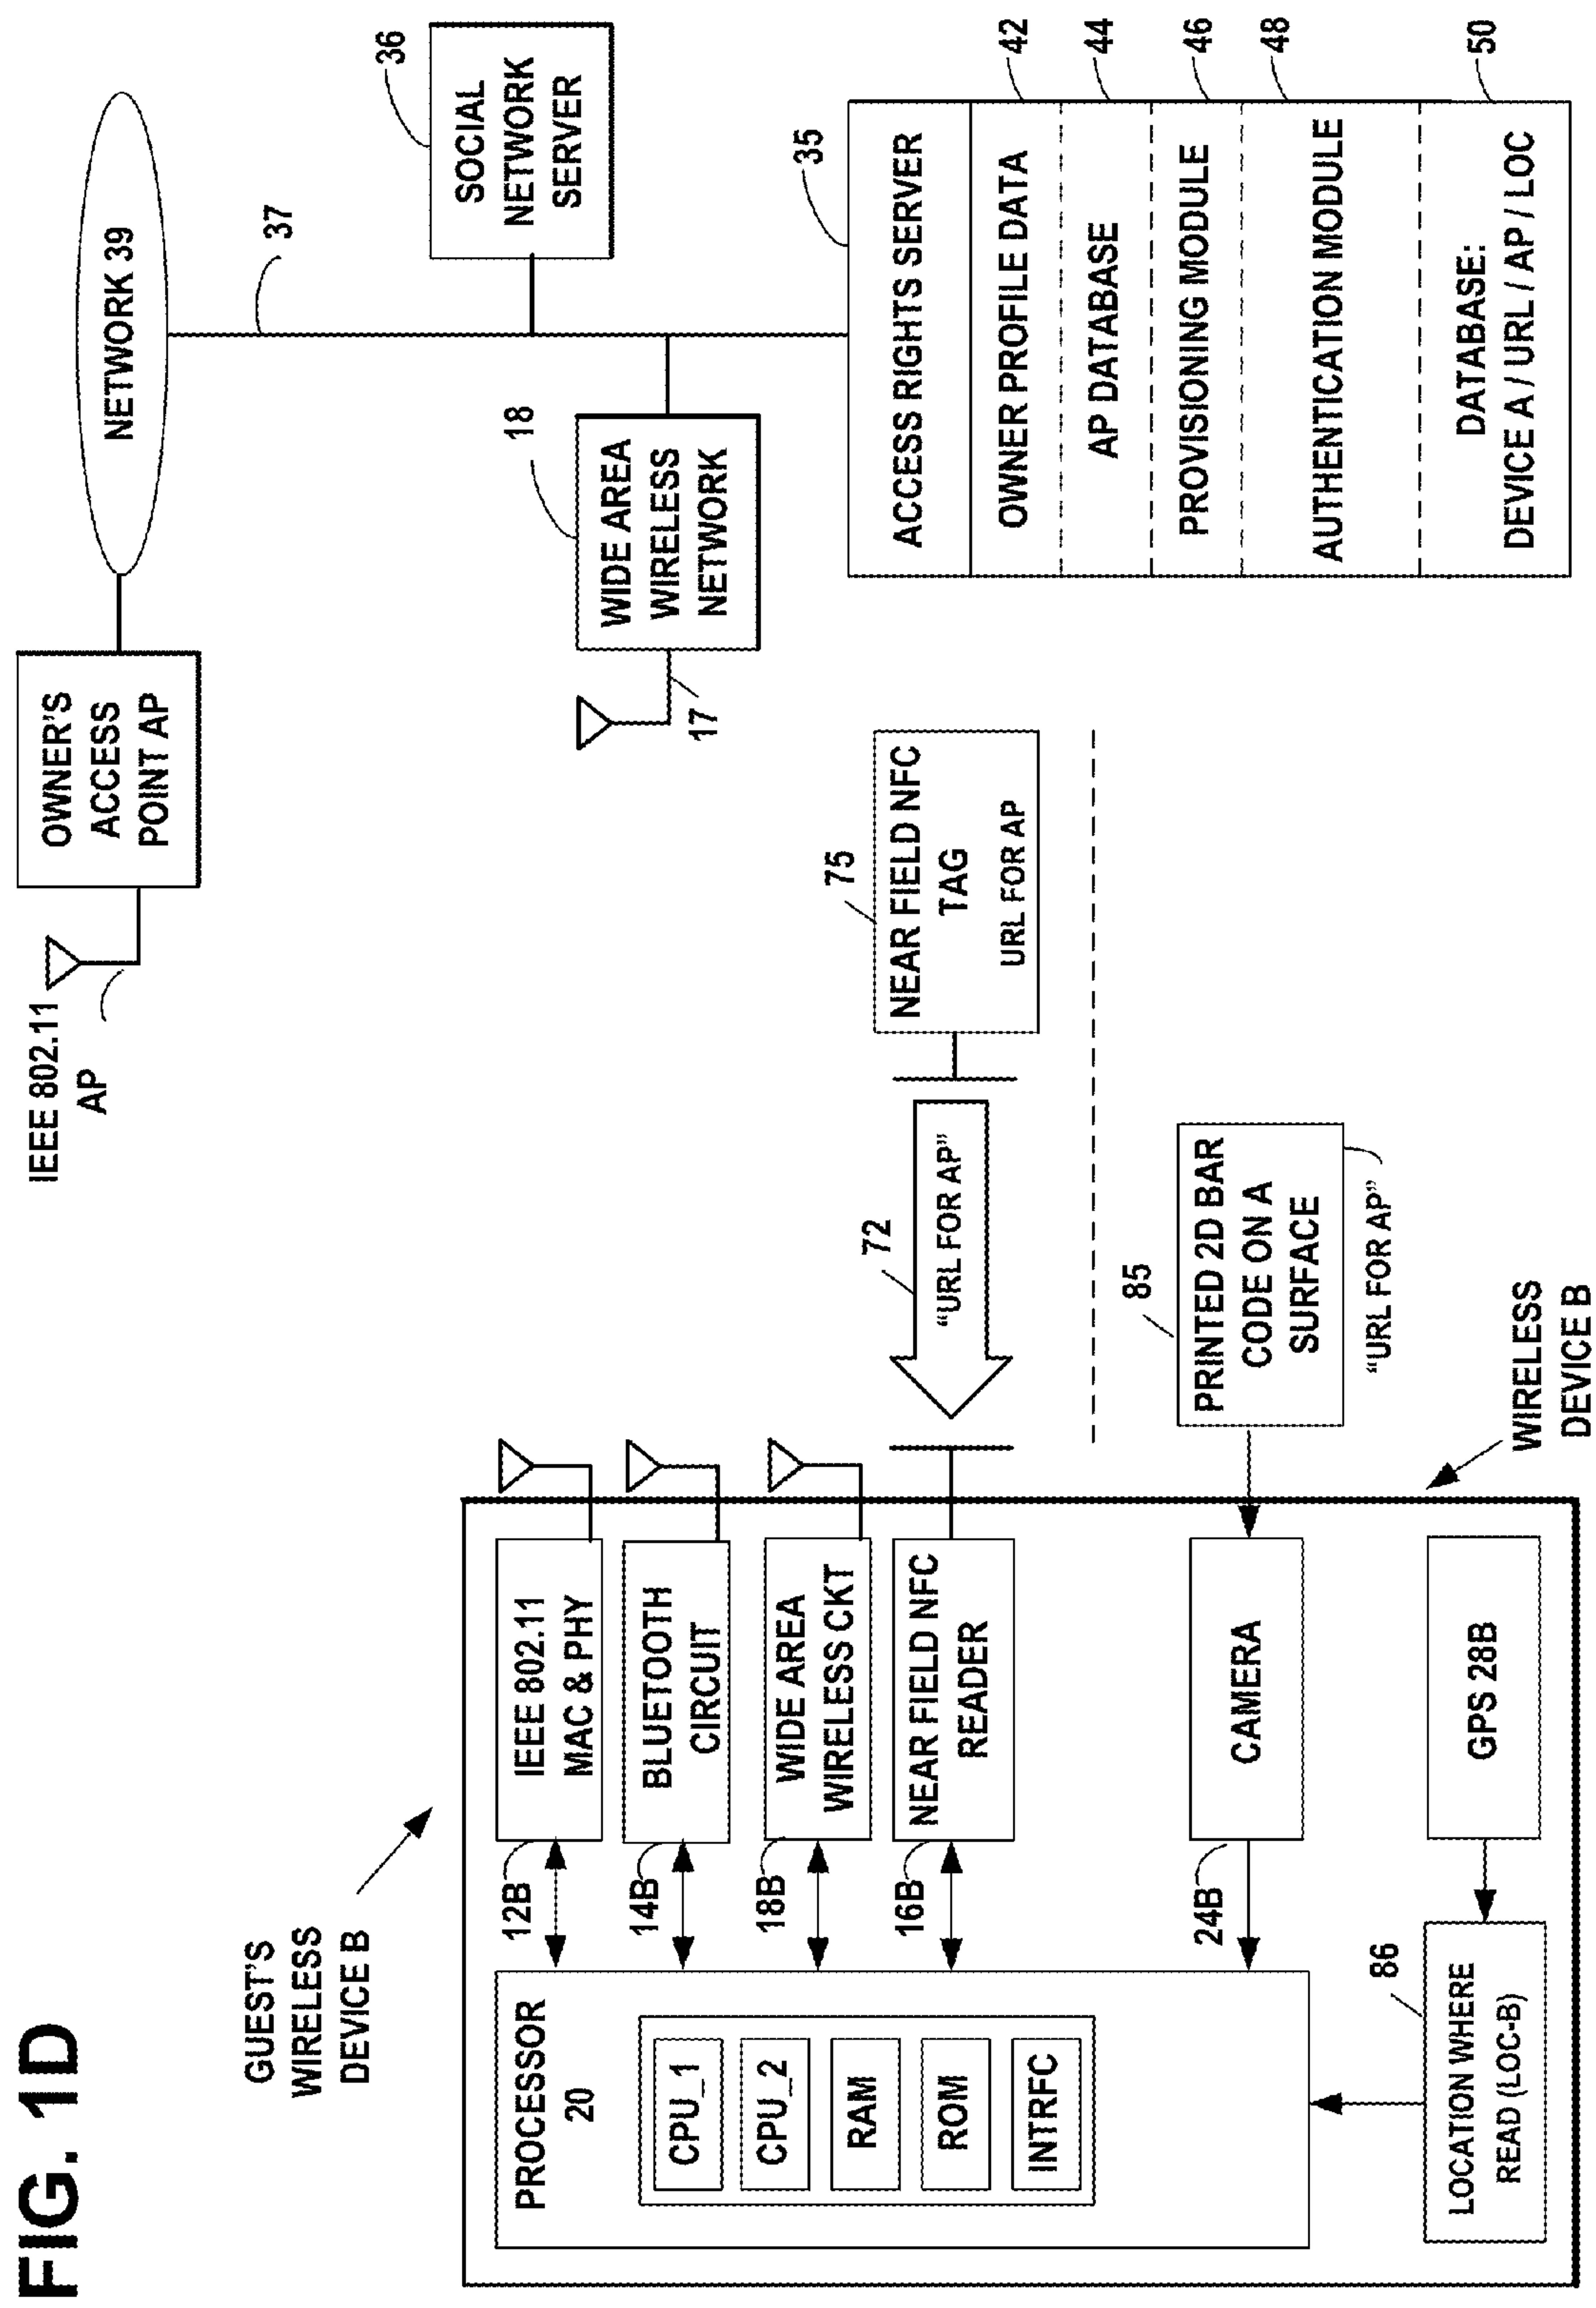 FIG. 1D
GUEST'S
WIRELESS
DEVICE B
PROCESSOR
20
CPU_1
CPU_2
RAM
ROM
INTRFC
12B
14B
18B
16B
24B
86
LOCATION WHERE
READ (LOC-B)
IEEE 802.11
MAC & PHY
BLUETOOTH
CIRCUIT
WIDE AREA
WIRELESS CKT
NEAR FIELD NFC
READER
CAMERA
GPS 28B
WIRELESS
DEVICE B
72
"URL FOR AP"
85
PRINTED 2D BAR
CODE ON A
SURFACE
"URL FOR AP"
75
NEAR FIELD NFC
TAG
URL FOR AP
IEEE 802.11
AP
OWNER'S
ACCESS
POINT AP
NETWORK 39
37
17
18
WIDE AREA
WIRELESS
NETWORK
36
SOCIAL
NETWORK
SERVER
35
ACCESS RIGHTS SERVER
OWNER PROFILE DATA
42
AP DATABASE
44
PROVISIONING MODULE
46
AUTHENTICATION MODULE
48
DATABASE:
DEVICE A / URL / AP / LOC
50